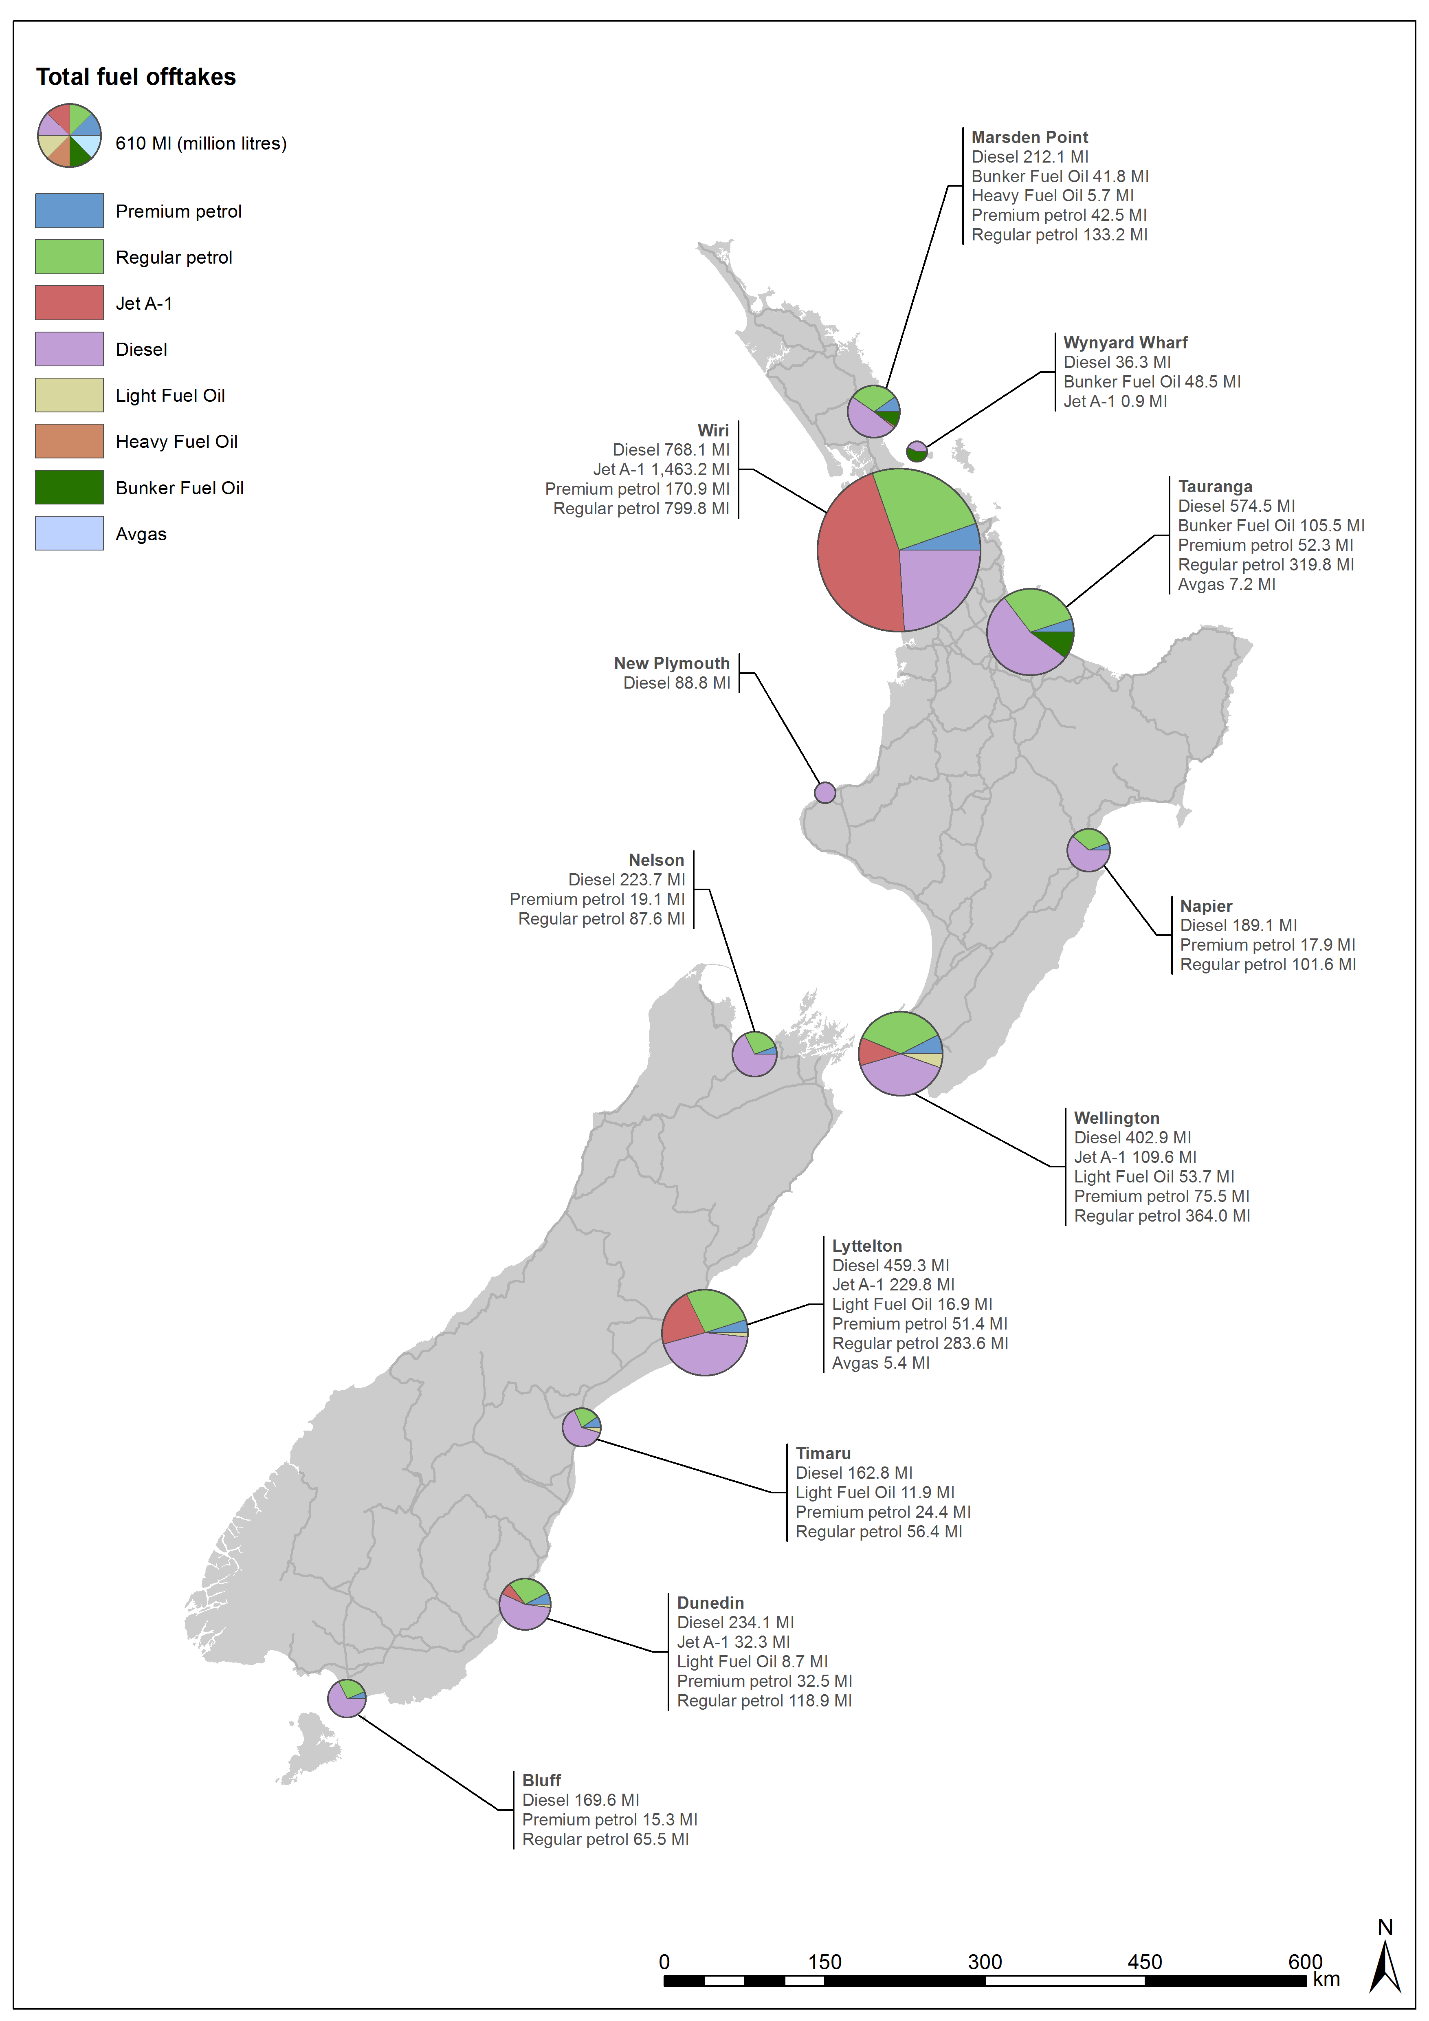 Total fuel offtakes
610 Ml (million litres)
Premium petrol
Regular petrol
Jet A-1
Diesel
Light Fuel Oil
Heavy Fuel Oil
Bunker Fuel Oil
Avgas
Marsden Point
Diesel 212.1 Ml
Bunker Fuel Oil 41.8 Ml
Heavy Fuel Oil 5.7 Ml
Premium petrol 42.5 Ml
Regular petrol 133.2 Ml
Wynyard Wharf
Diesel 36.3 Ml
Bunker Fuel Oil 48.5 Ml
Jet A-1 0.9 Ml
Wiri
Diesel 768.1 Ml
Jet A-1 1,463.2 Ml
Premium petrol 170.9 Ml
Regular petrol 799.8 Ml
Tauranga
Diesel 574.5 Ml
Bunker Fuel Oil 105.5 Ml
Premium petrol 52.3 Ml
Regular petrol 319.8 Ml
Avgas 7.2 Ml
New Plymouth
Diesel 88.8 Ml
Nelson
Diesel 223.7 Ml
Premium petrol 19.1 Ml
Regular petrol 87.6 Ml
Napier
Diesel 189.1 Ml
Premium petrol 17.9 Ml
Regular petrol 101.6 Ml
Wellington
Diesel 402.9 Ml
Jet A-1 109.6 Ml
Light Fuel Oil 53.7 Ml
Premium petrol 75.5 Ml
Regular petrol 364.0 Ml
Lyttelton
Diesel 459.3 Ml
Jet A-1 229.8 Ml
Light Fuel Oil 16.9 Ml
Premium petrol 51.4 Ml
Regular petrol 283.6 Ml
Avgas 5.4 Ml
Timaru
Diesel 162.8 Ml
Light Fuel Oil 11.9 Ml
Premium petrol 24.4 Ml
Regular petrol 56.4 Ml
Dunedin
Diesel 234.1 Ml
Jet A-1 32.3 Ml
Light Fuel Oil 8.7 Ml
Premium petrol 32.5 Ml
Regular petrol 118.9 Ml
Bluff
Diesel 169.6 Ml
Premium petrol 15.3 Ml
Regular petrol 65.5 Ml
N
0 150 300 450 600
km